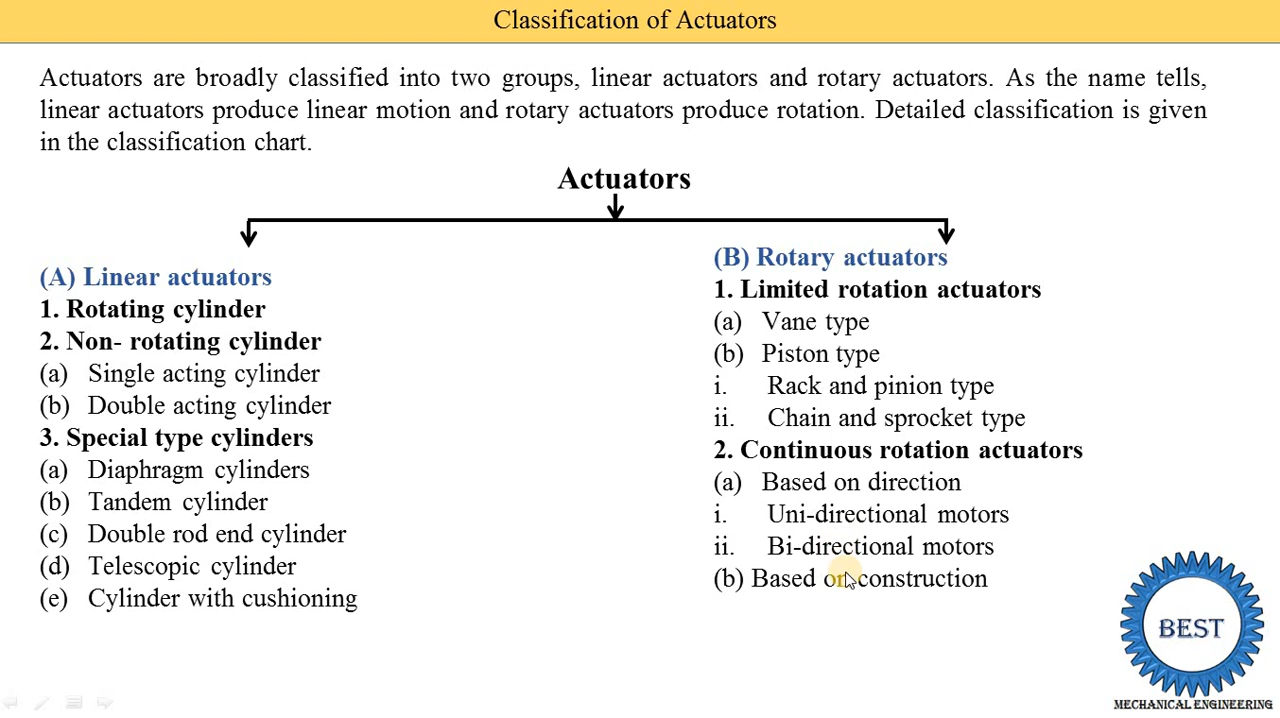 Classification of Actuators
Actuators are broadly classified into two groups, linear actuators and rotary actuators. As the name tells,
linear actuators produce linear motion and rotary actuators produce rotation. Detailed classification is given
in the classification chart.
Actuators
(A) Linear actuators
1. Rotating cylinder
2. Non- rotating cylinder
(a) Single acting cylinder
(b) Double acting cylinder
3. Special type cylinders
(a) Diaphragm cylinders
(b) Tandem cylinder
(c) Double rod end cylinder
(d) Telescopic cylinder
(e) Cylinder with cushioning
(B) Rotary actuators
1. Limited rotation actuators
(a) Vane type
(b) Piston type
i. Rack and pinion type
ii. Chain and sprocket type
2. Continuous rotation actuators
(a) Based on direction
i. Uni-directional motors
ii. Bi-directional motors
(b) Based on construction
BEST
MECHANICAL ENGINEERING